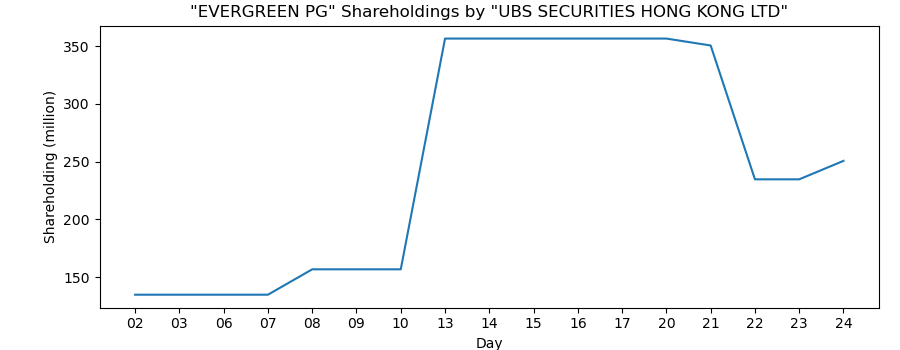 "EVERGREEN PG" Shareholdings by "UBS SECURITIES HONG KONG LTD"
Shareholding (million)
350
300
250
200
150
02 03 06 07 08 09 10 13 14 15 16 17 20 21 22 23 24
Day